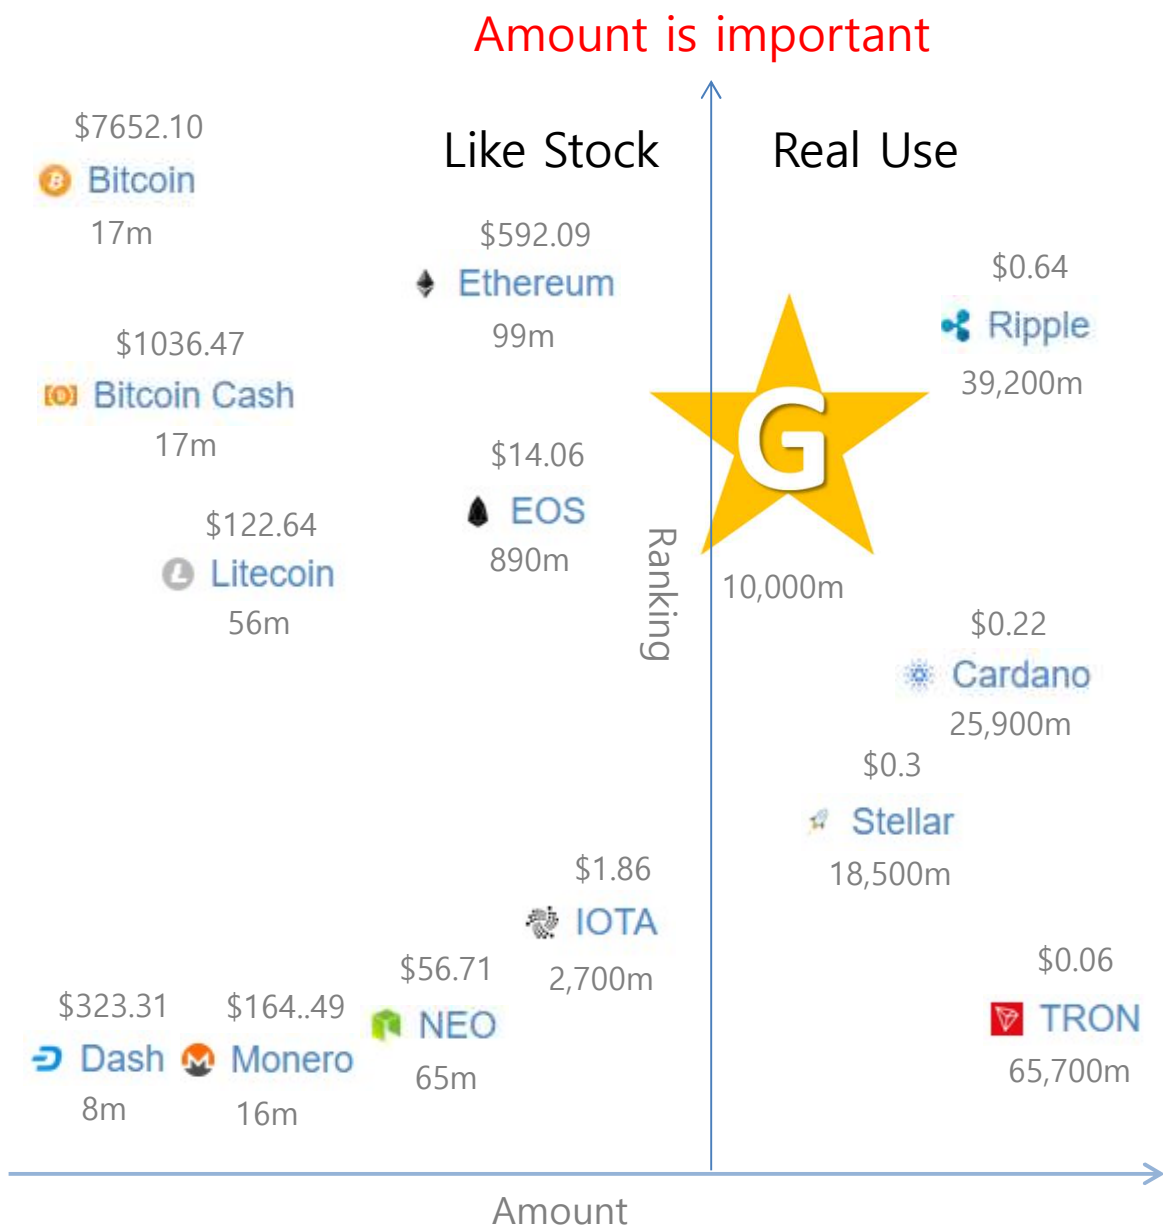 Amount is important
Like Stock
Real Use
$7652.10
Bitcoin
17m
$592.09
Ethereum
99m
$0.64
Ripple
39,200m
$1036.47
Bitcoin Cash
17m
G
10,000m
$14.06
EOS
890m
$122.64
Litecoin
56m
Ranking
$0.22
Cardano
25,900m
$0.3
Stellar
18,500m
$1.86
IOTA
2,700m
$56.71
NEO
65m
$323.31
Dash
8m
$164..49
Monero
16m
$0.06
TRON
65,700m
Amount